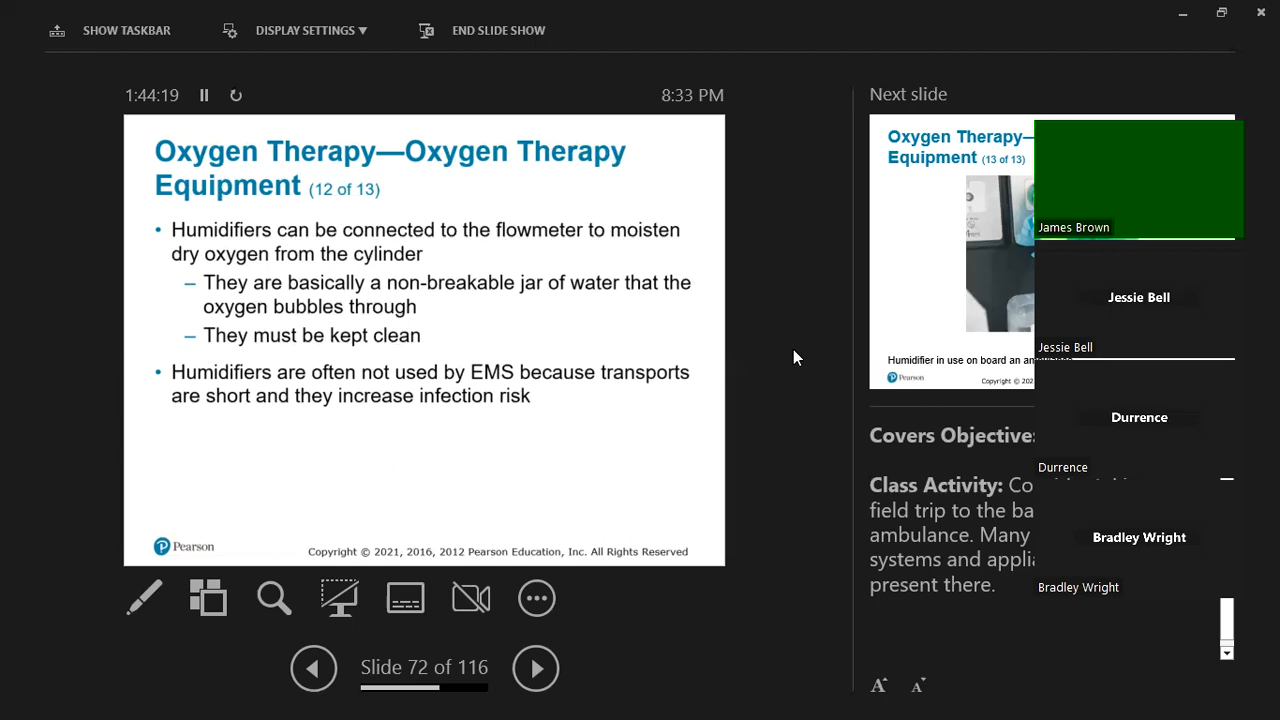 SHOW TASKBAR
DISPLAY SETTINGS ▼
END SLIDE SHOW
1:44:19
8:33 PM
Oxygen Therapy—Oxygen Therapy
Equipment (12 of 13)
• Humidifiers can be connected to the flowmeter to moisten
dry oxygen from the cylinder
– They are basically a non-breakable jar of water that the
oxygen bubbles through
– They must be kept clean
• Humidifiers are often not used by EMS because transports
are short and they increase infection risk
Pearson
Copyright © 2021, 2016, 2012 Pearson Education, Inc. All Rights Reserved
Slide 72 of 116
Next slide
Oxygen Therapy—
Equipment (13 of 13)
Humidifier in use on board an
Pearson
Copyright © 202
James Brown
Jessie Bell
Jessie Bell
Durrence
Durrence
Bradley Wright
Bradley Wright
Covers Objective
Class Activity: Co
field trip to the ba
ambulance. Many
systems and appli
present there.
A A